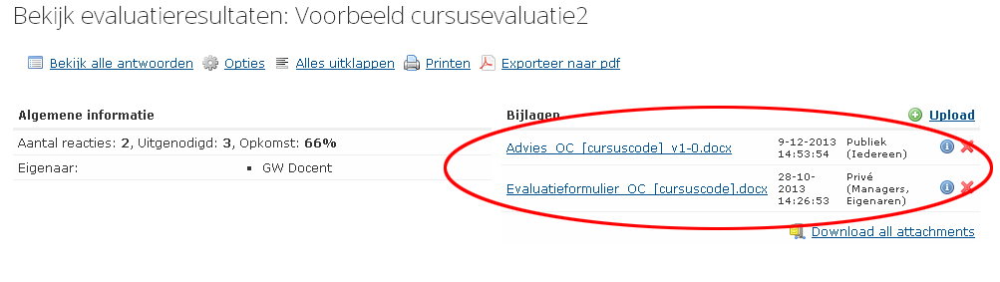 Bekijk evaluatieresultaten: Voorbeeld cursusevaluatie2
Bekijk alle antwoorden Opties Alles uitklappen Printen Exporteer naar pdf
Algemene informatie
Aantal reacties: 2, Uitgenodigd: 3, Opkomst: 66%
Eigenaar: ▪ GW Docent
Bijlagen Upload
Advies_OC_[cursuscode]_v1-0.docx
9-12-2013
14:53:54
Publiek
(Iedereen)
Evaluatieformulier_OC_[cursuscode].docx
28-10-
2013
14:26:53
Privé
(Managers,
Eigenaren)
Download all attachments